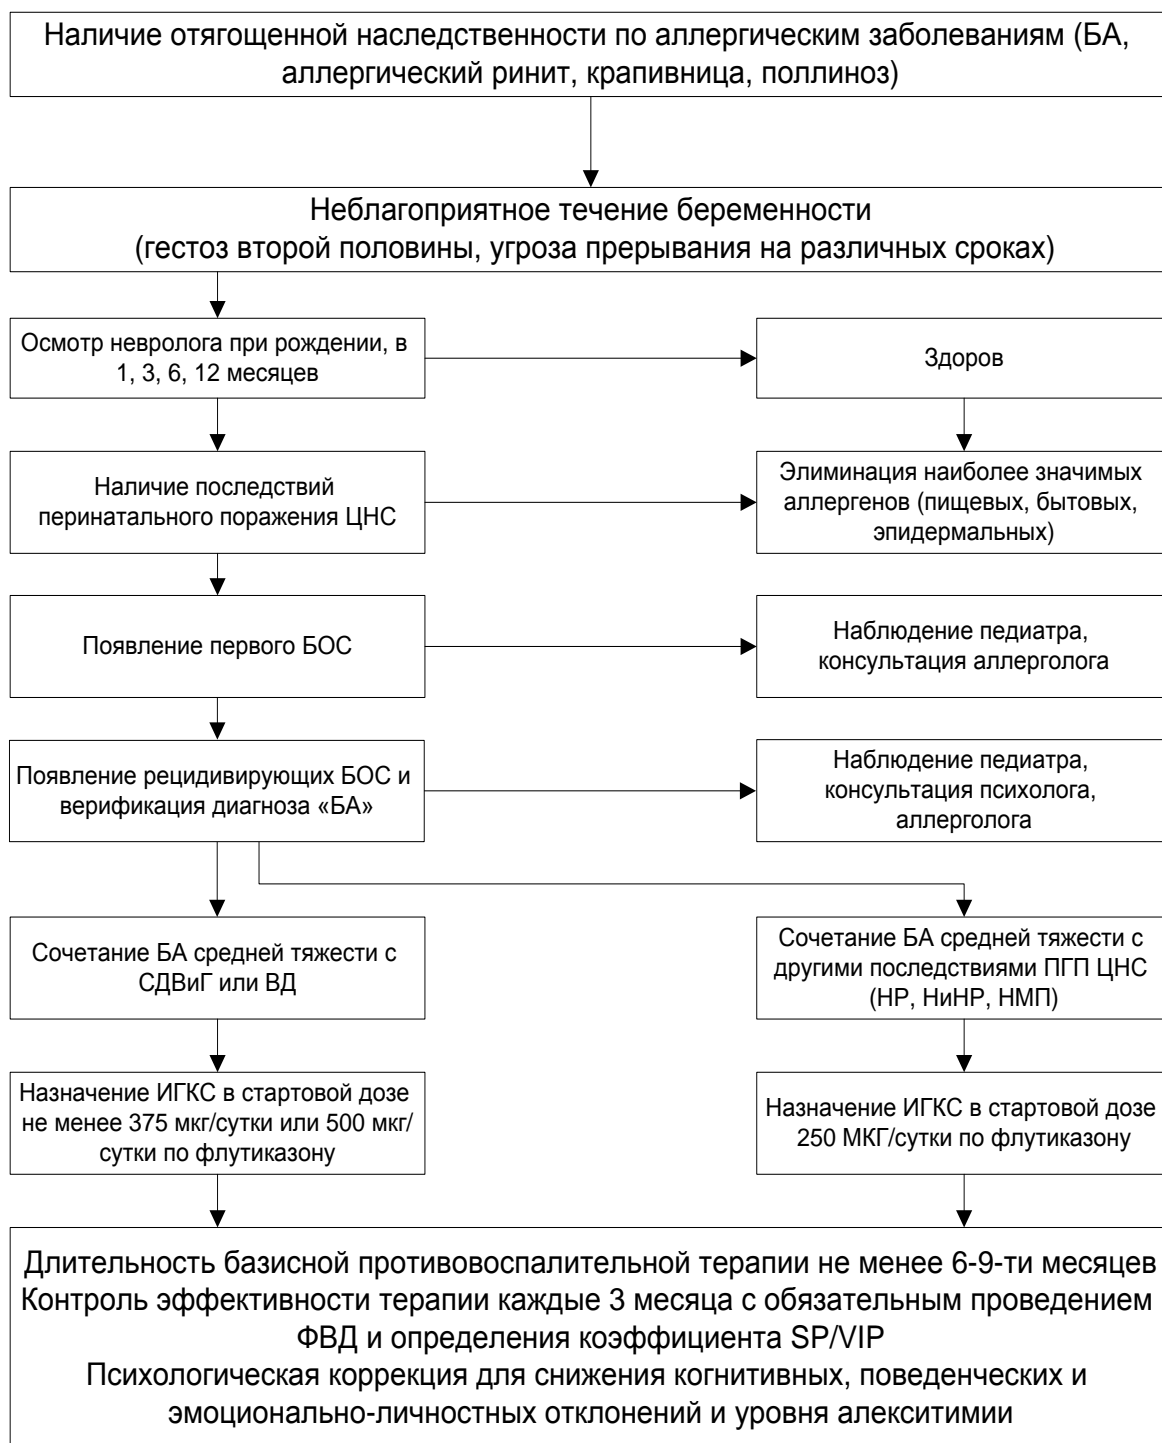 Наличие отягощенной наследственности по аллергическим заболеваниям (БА,
аллергический ринит, крапивница, поллиноз)
Неблагоприятное течение беременности
(гестоз второй половины, угроза прерывания на различных сроках)
Осмотр невролога при рождении, в
1, 3, 6, 12 месяцев
Здоров
Наличие последствий
перинатального поражения ЦНС
Элиминация наиболее значимых
аллергенов (пищевых, бытовых,
эпидермальных)
Появление первого БОС
Наблюдение педиатра,
консультация аллерголога
Появление рецидивирующих БОС и
верификация диагноза «БА»
Наблюдение педиатра,
консультация психолога,
аллерголога
Сочетание БА средней тяжести с
СДВиГ или ВД
Сочетание БА средней тяжести с
другими последствиями ПГП ЦНС
(НР, НиНР, НМП)
Назначение ИГКС в стартовой дозе
не менее 375 мкг/сутки или 500 мкг/
сутки по флутиказону
Назначение ИГКС в стартовой дозе
250 МКГ/сутки по флутиказону
Длительность базисной противовоспалительной терапии не менее 6-9-ти месяцев
Контроль эффективности терапии каждые 3 месяца с обязательным проведением
ФВД и определения коэффициента SP/VIP
Психологическая коррекция для снижения когнитивных, поведенческих и
эмоционально-личностных отклонений и уровня алекситимии